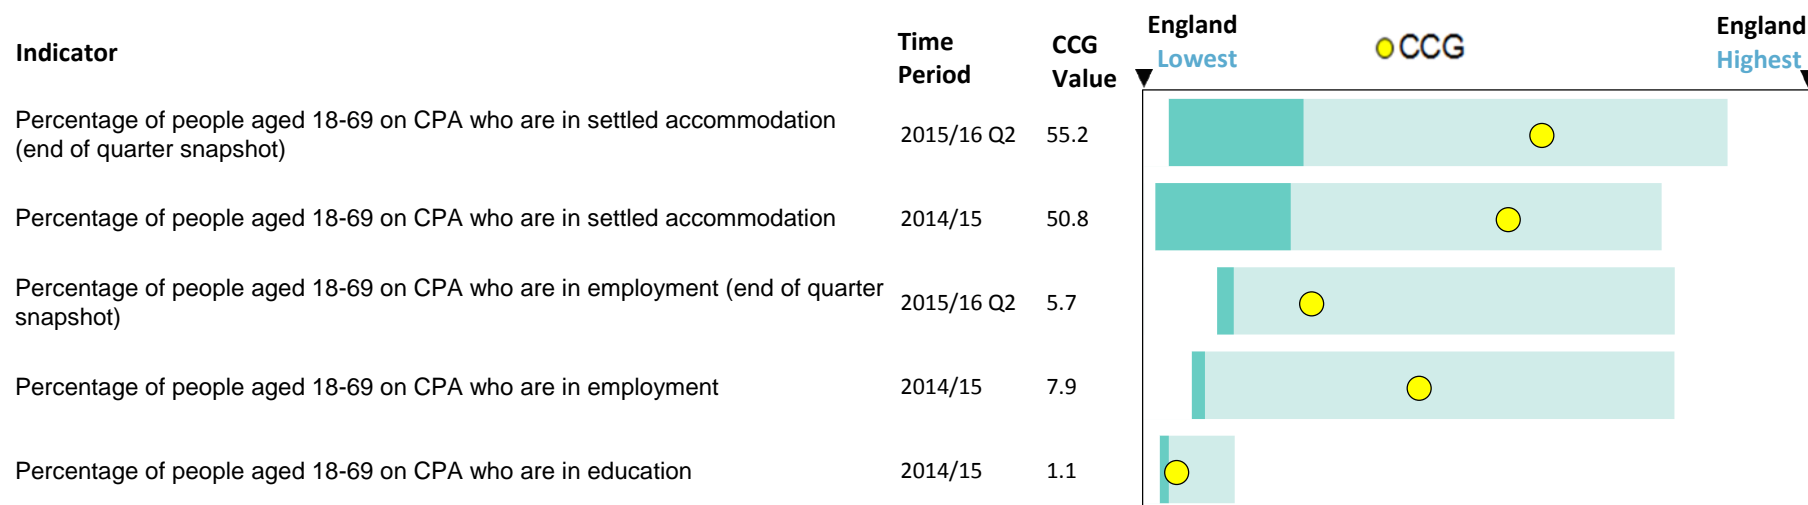 Indicator
Time
Period
CCG
Value
England
Lowest
CCG
England
Highest
Percentage of people aged 18-69 on CPA who are in settled accommodation
(end of quarter snapshot)
2015/16 Q2
55.2
Percentage of people aged 18-69 on CPA who are in settled accommodation
2014/15
50.8
Percentage of people aged 18-69 on CPA who are in employment (end of quarter
snapshot)
2015/16 Q2
5.7
Percentage of people aged 18-69 on CPA who are in employment
2014/15
7.9
Percentage of people aged 18-69 on CPA who are in education
2014/15
1.1